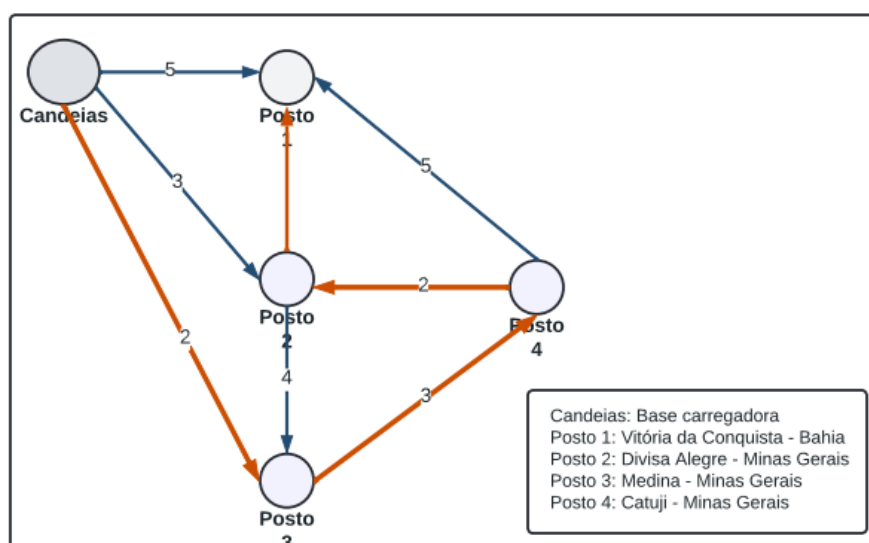 5
Candeias
Posto
1
3
5
2
Posto
2
2
Posto
4
4
3
Posto
3
Candeias: Base carregadora
Posto 1: Vitória da Conquista - Bahia
Posto 2: Divisa Alegre - Minas Gerais
Posto 3: Medina - Minas Gerais
Posto 4: Catuji - Minas Gerais